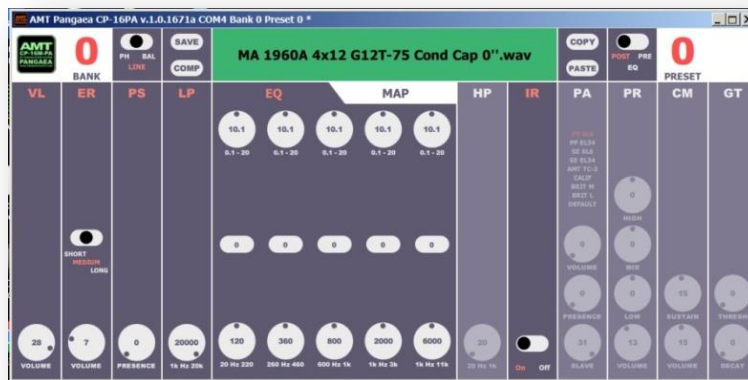 AMT Pangaea CP-16PA v.1.0.1671a COM4 Bank 0 Preset 0 *
AMT
CP-16M-PA
PANGAEA
0
BANK
PH BAL
LINE
SAVE
COMP
MA 1960A 4x12 G12T-75 Cond Cap 0''.wav
COPY
PASTE
POST PRE
EQ
0
PRESET
VL ER PS LP EQ MAP HP IR PA PR CM GT
10.1 10.1 10.1 10.1 10.1
0.1 - 20 0.1 - 20 0.1 - 20 0.1 - 20 0.1 - 20
PP 6L6
PP EL34
SE 6L6
SE EL34
AMT TC-3
CALIF
BRIT M
BRIT L
DEFAULT
0
HIGH
SHORT
MEDDIM
LONG
0 0 0 0 0
0 0
VOLUME MID
0 0 15 0
PRESENCE LOW SUSTAIN THRESH
28 7 0 20000 120 360 800 2000 6000 20 On Off 31 13 15 0
VOLUME VOLUME PRESENCE 1k Hz 20k 20 Hz 220 260 Hz 460 600 Hz 1k 1k Hz 3k 1k Hz 11k 20 Hz 1k SLAVE VOLUME VOLUME DECAY